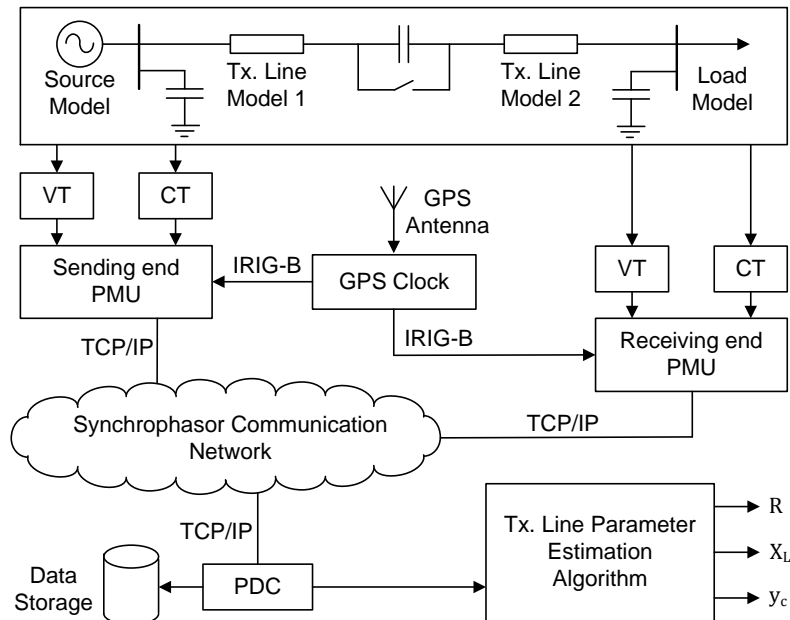 Source
Model
Tx. Line
Model 1
Tx. Line
Model 2
Load
Model
VT
CT
GPS
Antenna
Sending end
PMU
IRIG-B
GPS Clock
VT
CT
IRIG-B
Receiving end
PMU
TCP/IP
Synchrophasor Communication
Network
TCP/IP
TCP/IP
Data
Storage
PDC
Tx. Line Parameter
Estimation
Algorithm
R
X_L
y_c